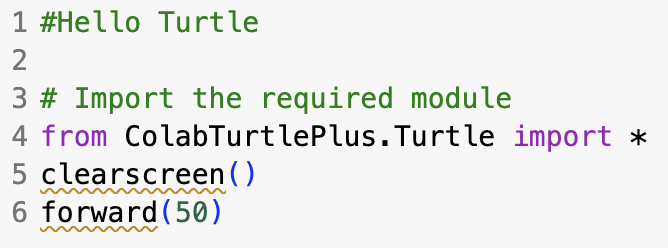 1 #Hello Turtle
2
3 # Import the required module
4 from ColabTurtlePlus.Turtle import *
5 clearscreen()
6 forward(50)